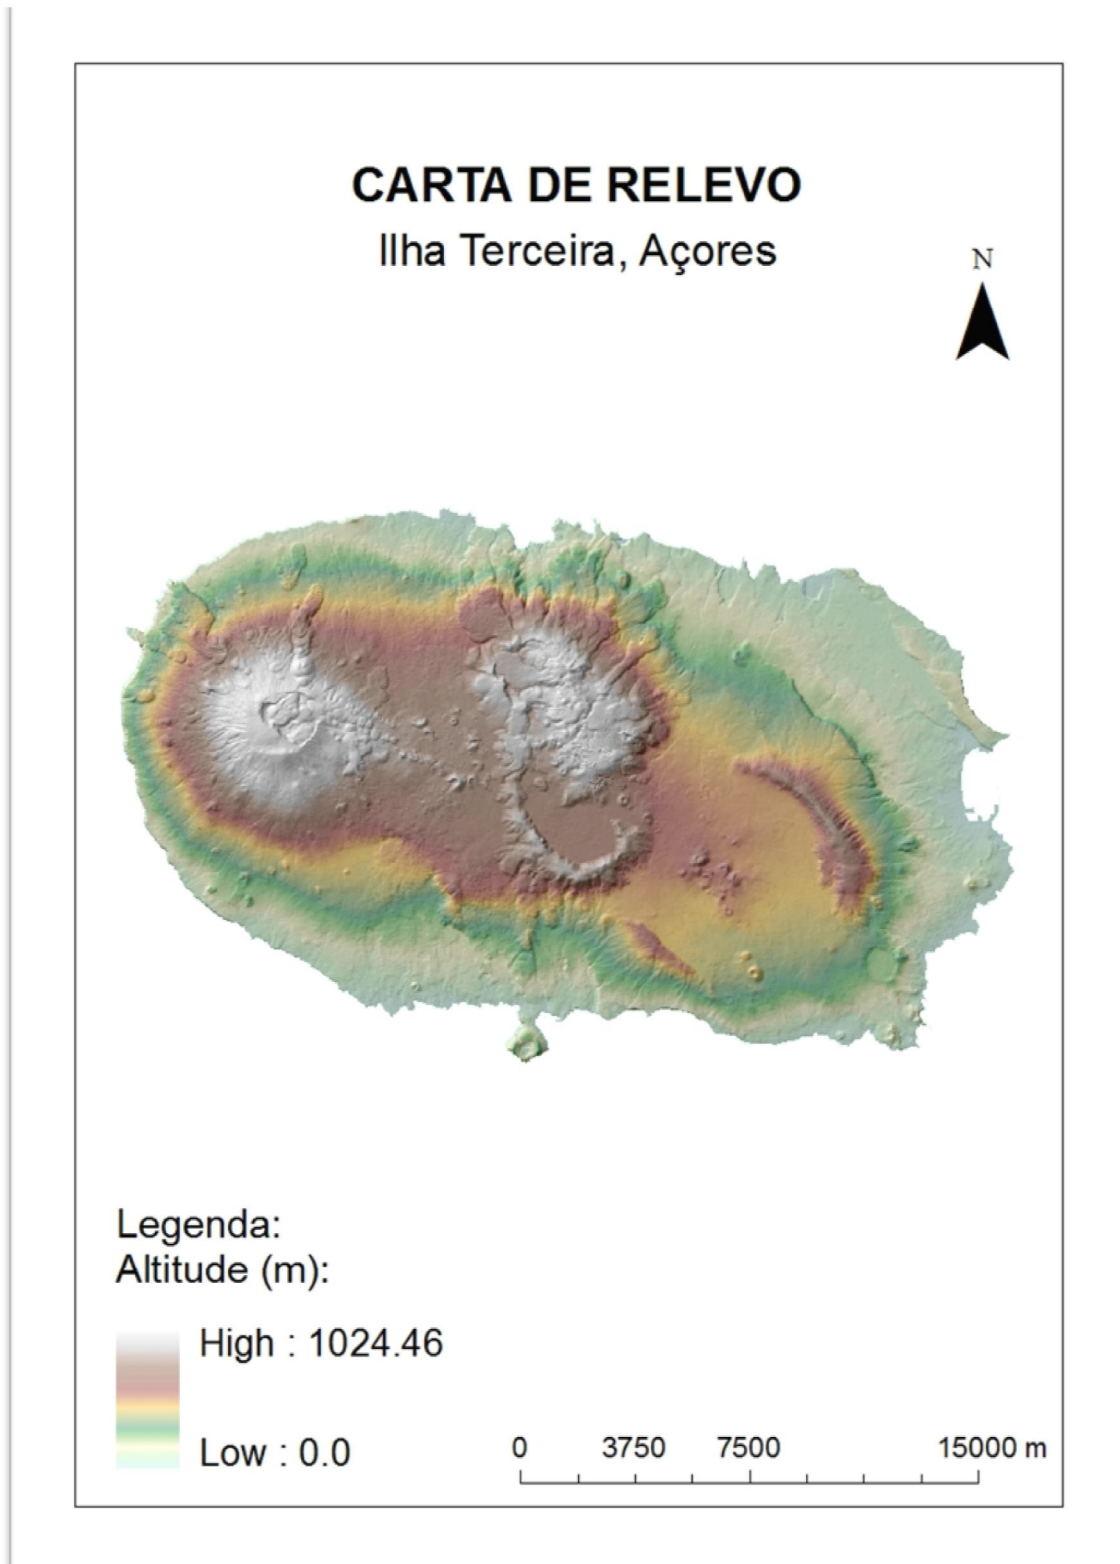 CARTA DE RELEVO
Ilha Terceira, Açores
N
Legenda:
Altitude (m):
High : 1024.46
Low : 0.0
0 3750 7500 15000 m